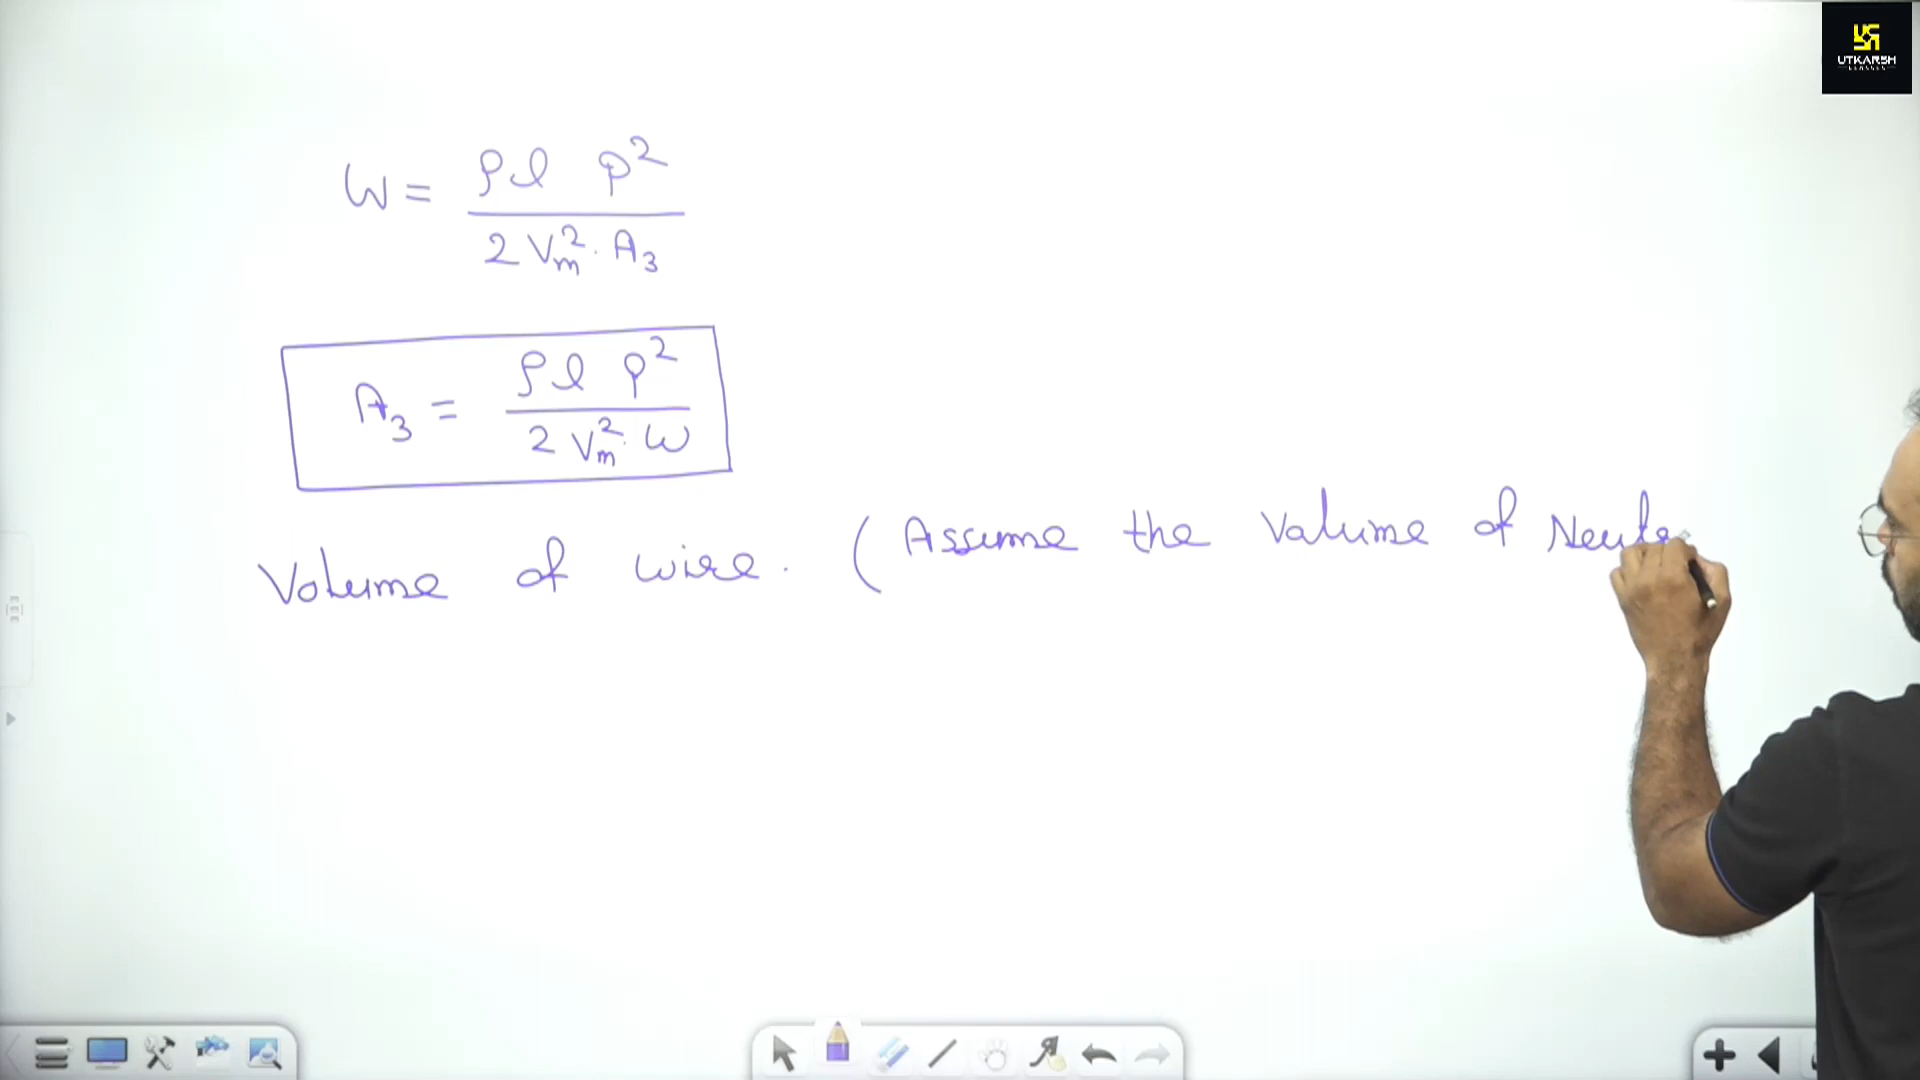 UTKARSH
CLASSES
W = ρl P²
2 Vm² . A3
A3 = ρl P²
2 Vm² . W
Volume of wire. (Assume the Volume of Neut